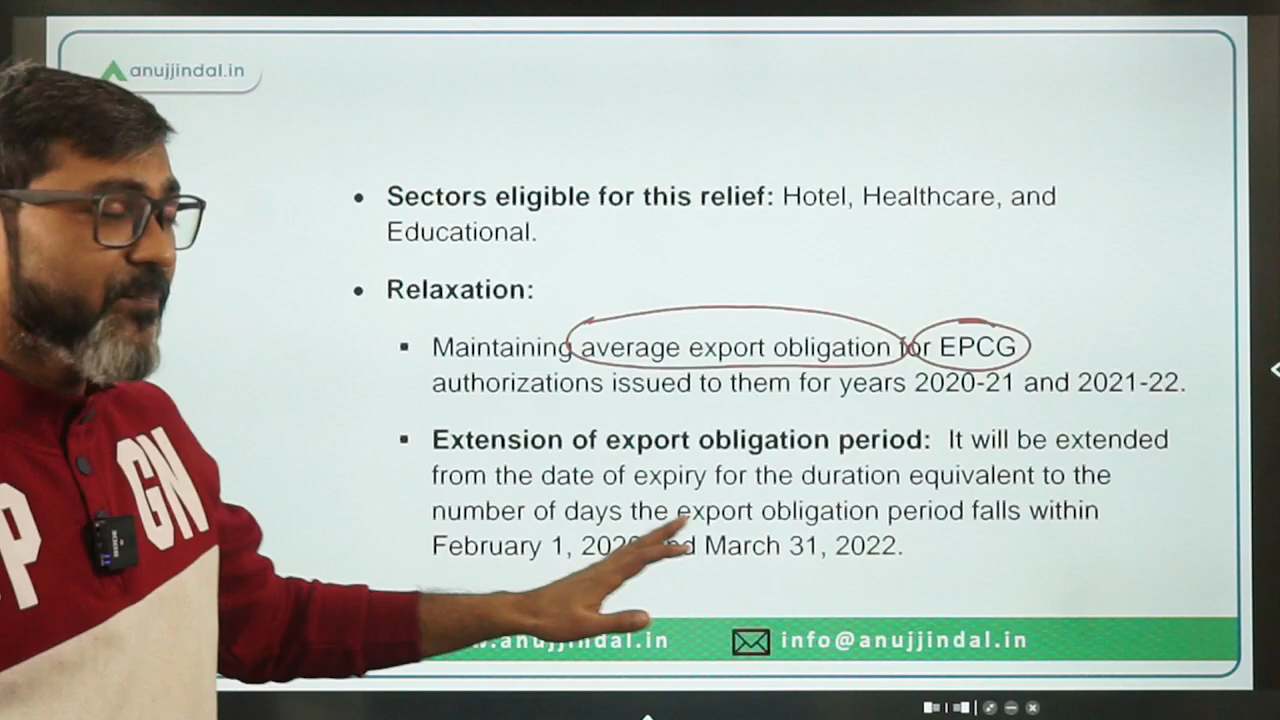 anujjindal.in
• Sectors eligible for this relief: Hotel, Healthcare, and
Educational.
• Relaxation:
▪ Maintaining average export obligation for EPCG
authorizations issued to them for years 2020-21 and 2021-22.
▪ Extension of export obligation period: It will be extended
from the date of expiry for the duration equivalent to the
number of days the export obligation period falls within
February 1, and March 31, 2022.
anujjindal.in
info@anujjindal.in
GN
P